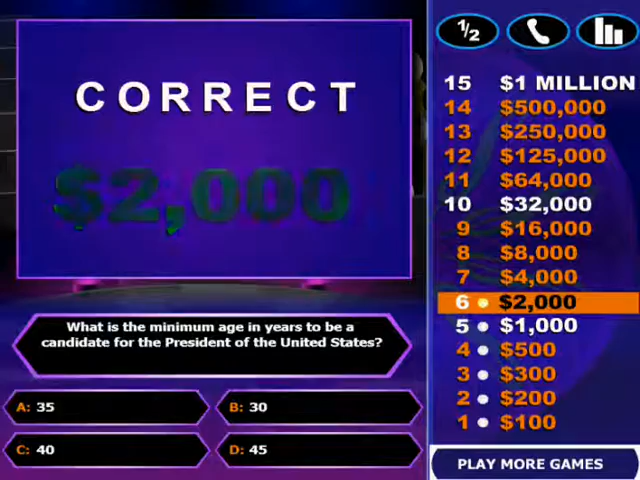 CORRECT
$2,000
What is the minimum age in years to be a
candidate for the President of the United States?
A: 35
B: 30
C: 40
D: 45
1/2
15 $1 MILLION
14 $500,000
13 $250,000
12 $125,000
11 $64,000
10 $32,000
9 $16,000
8 $8,000
7 $4,000
6 $2,000
5 $1,000
4 $500
3 $300
2 $200
1 $100
PLAY MORE GAMES